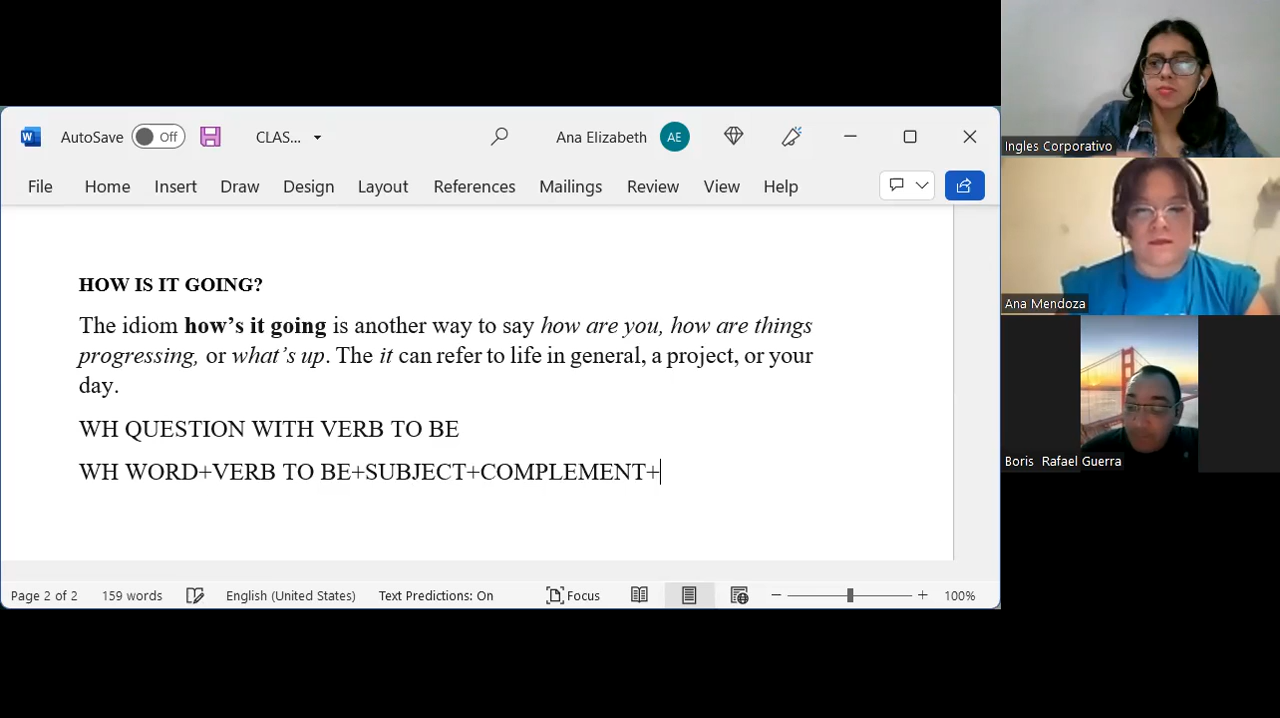 AutoSave Off CLAS... Ana Elizabeth AE
File Home Insert Draw Design Layout References Mailings Review View Help
HOW IS IT GOING?
The idiom how's it going is another way to say how are you, how are things
progressing, or what's up. The it can refer to life in general, a project, or your
day.
WH QUESTION WITH VERB TO BE
WH WORD+VERB TO BE+SUBJECT+COMPLEMENT+
Page 2 of 2 159 words English (United States) Text Predictions: On Focus 100%
Ingles Corporativo
Ana Mendoza
Boris Rafael Guerra